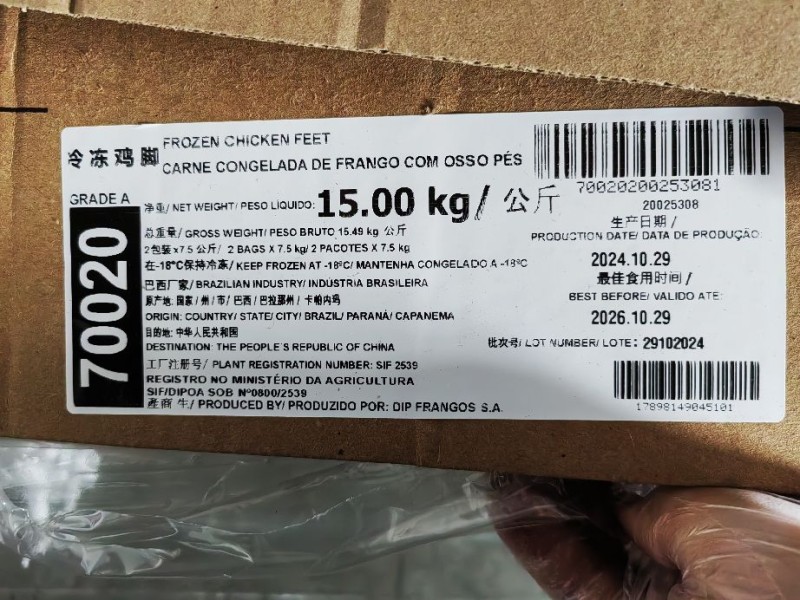 冷冻鸡脚
FROZEN CHICKEN FEET
CARNE CONGELADA DE FRANGO COM OSSO PÉS
GRADE A
70020
净重/ NET WEIGHT/ PESO LÍQUIDO: 15.00 kg/ 公斤
总重量/ GROSS WEIGHT/ PESO BRUTO 15.49 kg 公斤
2包装x7.5 公斤/ 2 BAGS X 7.5 kg/ 2 PACOTES X 7.5 kg
在-18°C保持冷冻/ KEEP FROZEN AT -18°C/ MANTENHA CONGELADO A -18°C
巴西厂家/ BRAZILIAN INDUSTRY/ INDÚSTRIA BRASILEIRA
原产地: 国家/ 州/ 市/ 巴西/ 巴拉那州/ 卡帕内玛
ORIGIN: COUNTRY/ STATE/ CITY/ BRAZIL/ PARANÁ/ CAPANEMA
目的地: 中华人民共和国
DESTINATION: THE PEOPLE'S REPUBLIC OF CHINA
工厂注册号/ PLANT REGISTRATION NUMBER: SIF 2539
REGISTRO NO MINISTÉRIO DA AGRICULTURA
SIF/DIPOA SOB Nº0800/2539
産商 牛/ PRODUCED BY/ PRODUZIDO POR: DIP FRANGOS S.A.
70020200253081
20025308
生产日期/
PRODUCTION DATE/ DATA DE PRODUÇÃO:
2024.10.29
最佳食用时间/
BEST BEFORE/ VALIDO ATE:
2026.10.29
批次号/ LOT NUMBER/ LOTE: 29102024
17898149045101